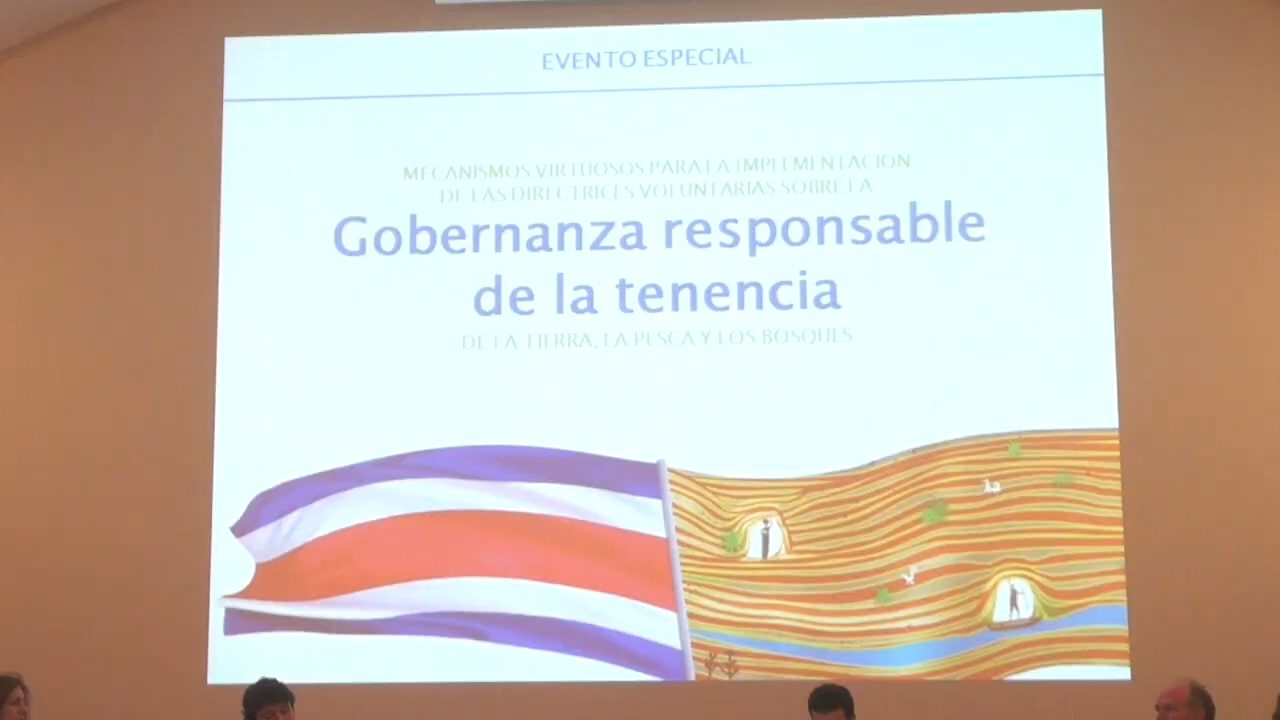 EVENTO ESPECIAL
MECANISMOS VIRTUOSOS PARA LA IMPLEMENTACIÓN
DE LAS DIRECTRICES VOLUNTARIAS SOBRE LA
Gobernanza responsable
de la tenencia
DE LA TIERRA, LA PESCA Y LOS BOSQUES